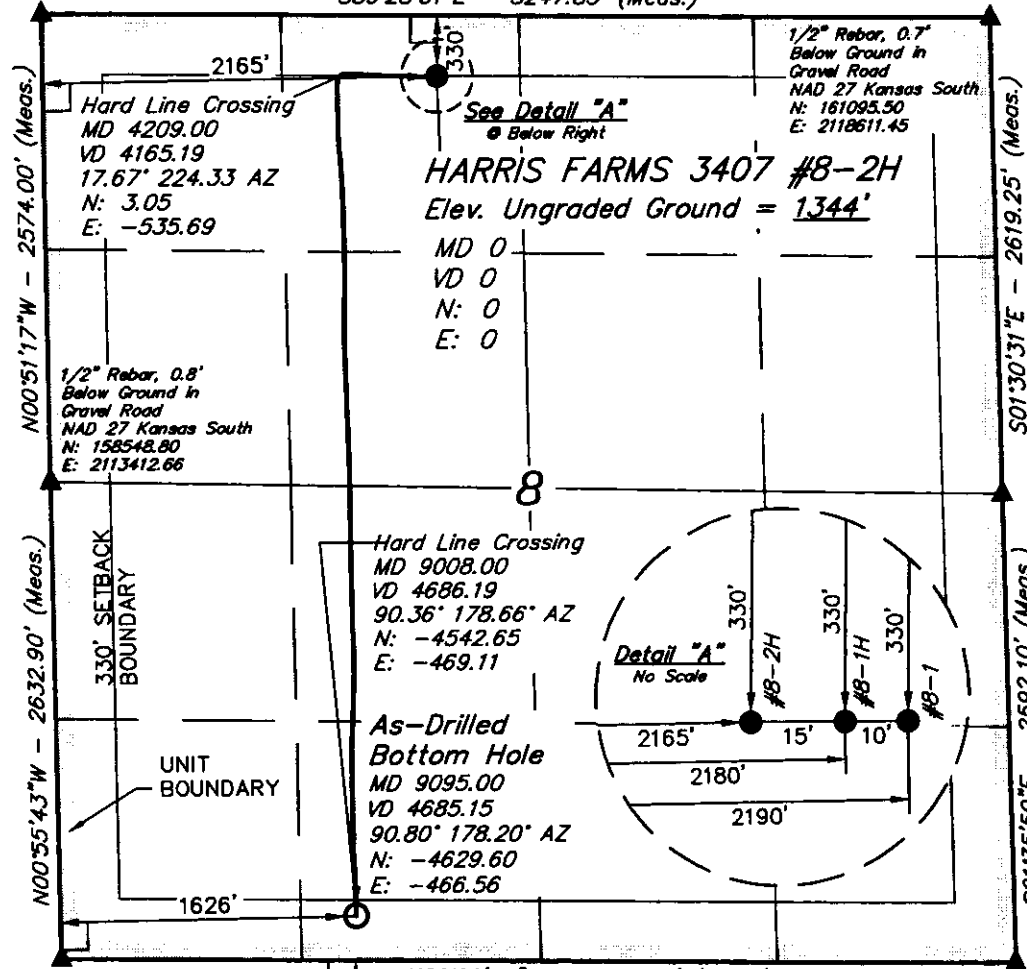 2165'
330'
1/2" Rebar, 0.7'
Below Ground in
Gravel Road
NAD 27 Kansas South
N: 161095.50
E: 2118611.45
Hard Line Crossing
MD 4209.00
VD 4165.19
17.67° 224.33 AZ
N: 3.05
E: -535.69
See Detail "A"
@ Below Right
HARRIS FARMS 3407 #8-2H
Elev. Ungraded Ground = 1344'
MD 0
VD 0
N: 0
E: 0
N00°51'17"W - 2574.00' (Meas.)
S01°30'31"E - 2619.25' (Meas.)
1/2" Rebar, 0.8'
Below Ground in
Gravel Road
NAD 27 Kansas South
N: 158548.80
E: 2113412.66
8
Hard Line Crossing
MD 9008.00
VD 4686.19
90.36° 178.66° AZ
N: -4542.65
E: -469.11
330' SETBACK
BOUNDARY
N00°55'43"W - 2632.90' (Meas.)
2592.10' (Meas.)
330'
330'
330'
Detail "A"
No Scale
#8-2H
#8-1H
#8-1
2165'
15'
10'
2180'
2190'
As-Drilled
Bottom Hole
MD 9095.00
VD 4685.15
90.80° 178.20° AZ
N: -4629.60
E: -466.56
UNIT
BOUNDARY
1626'